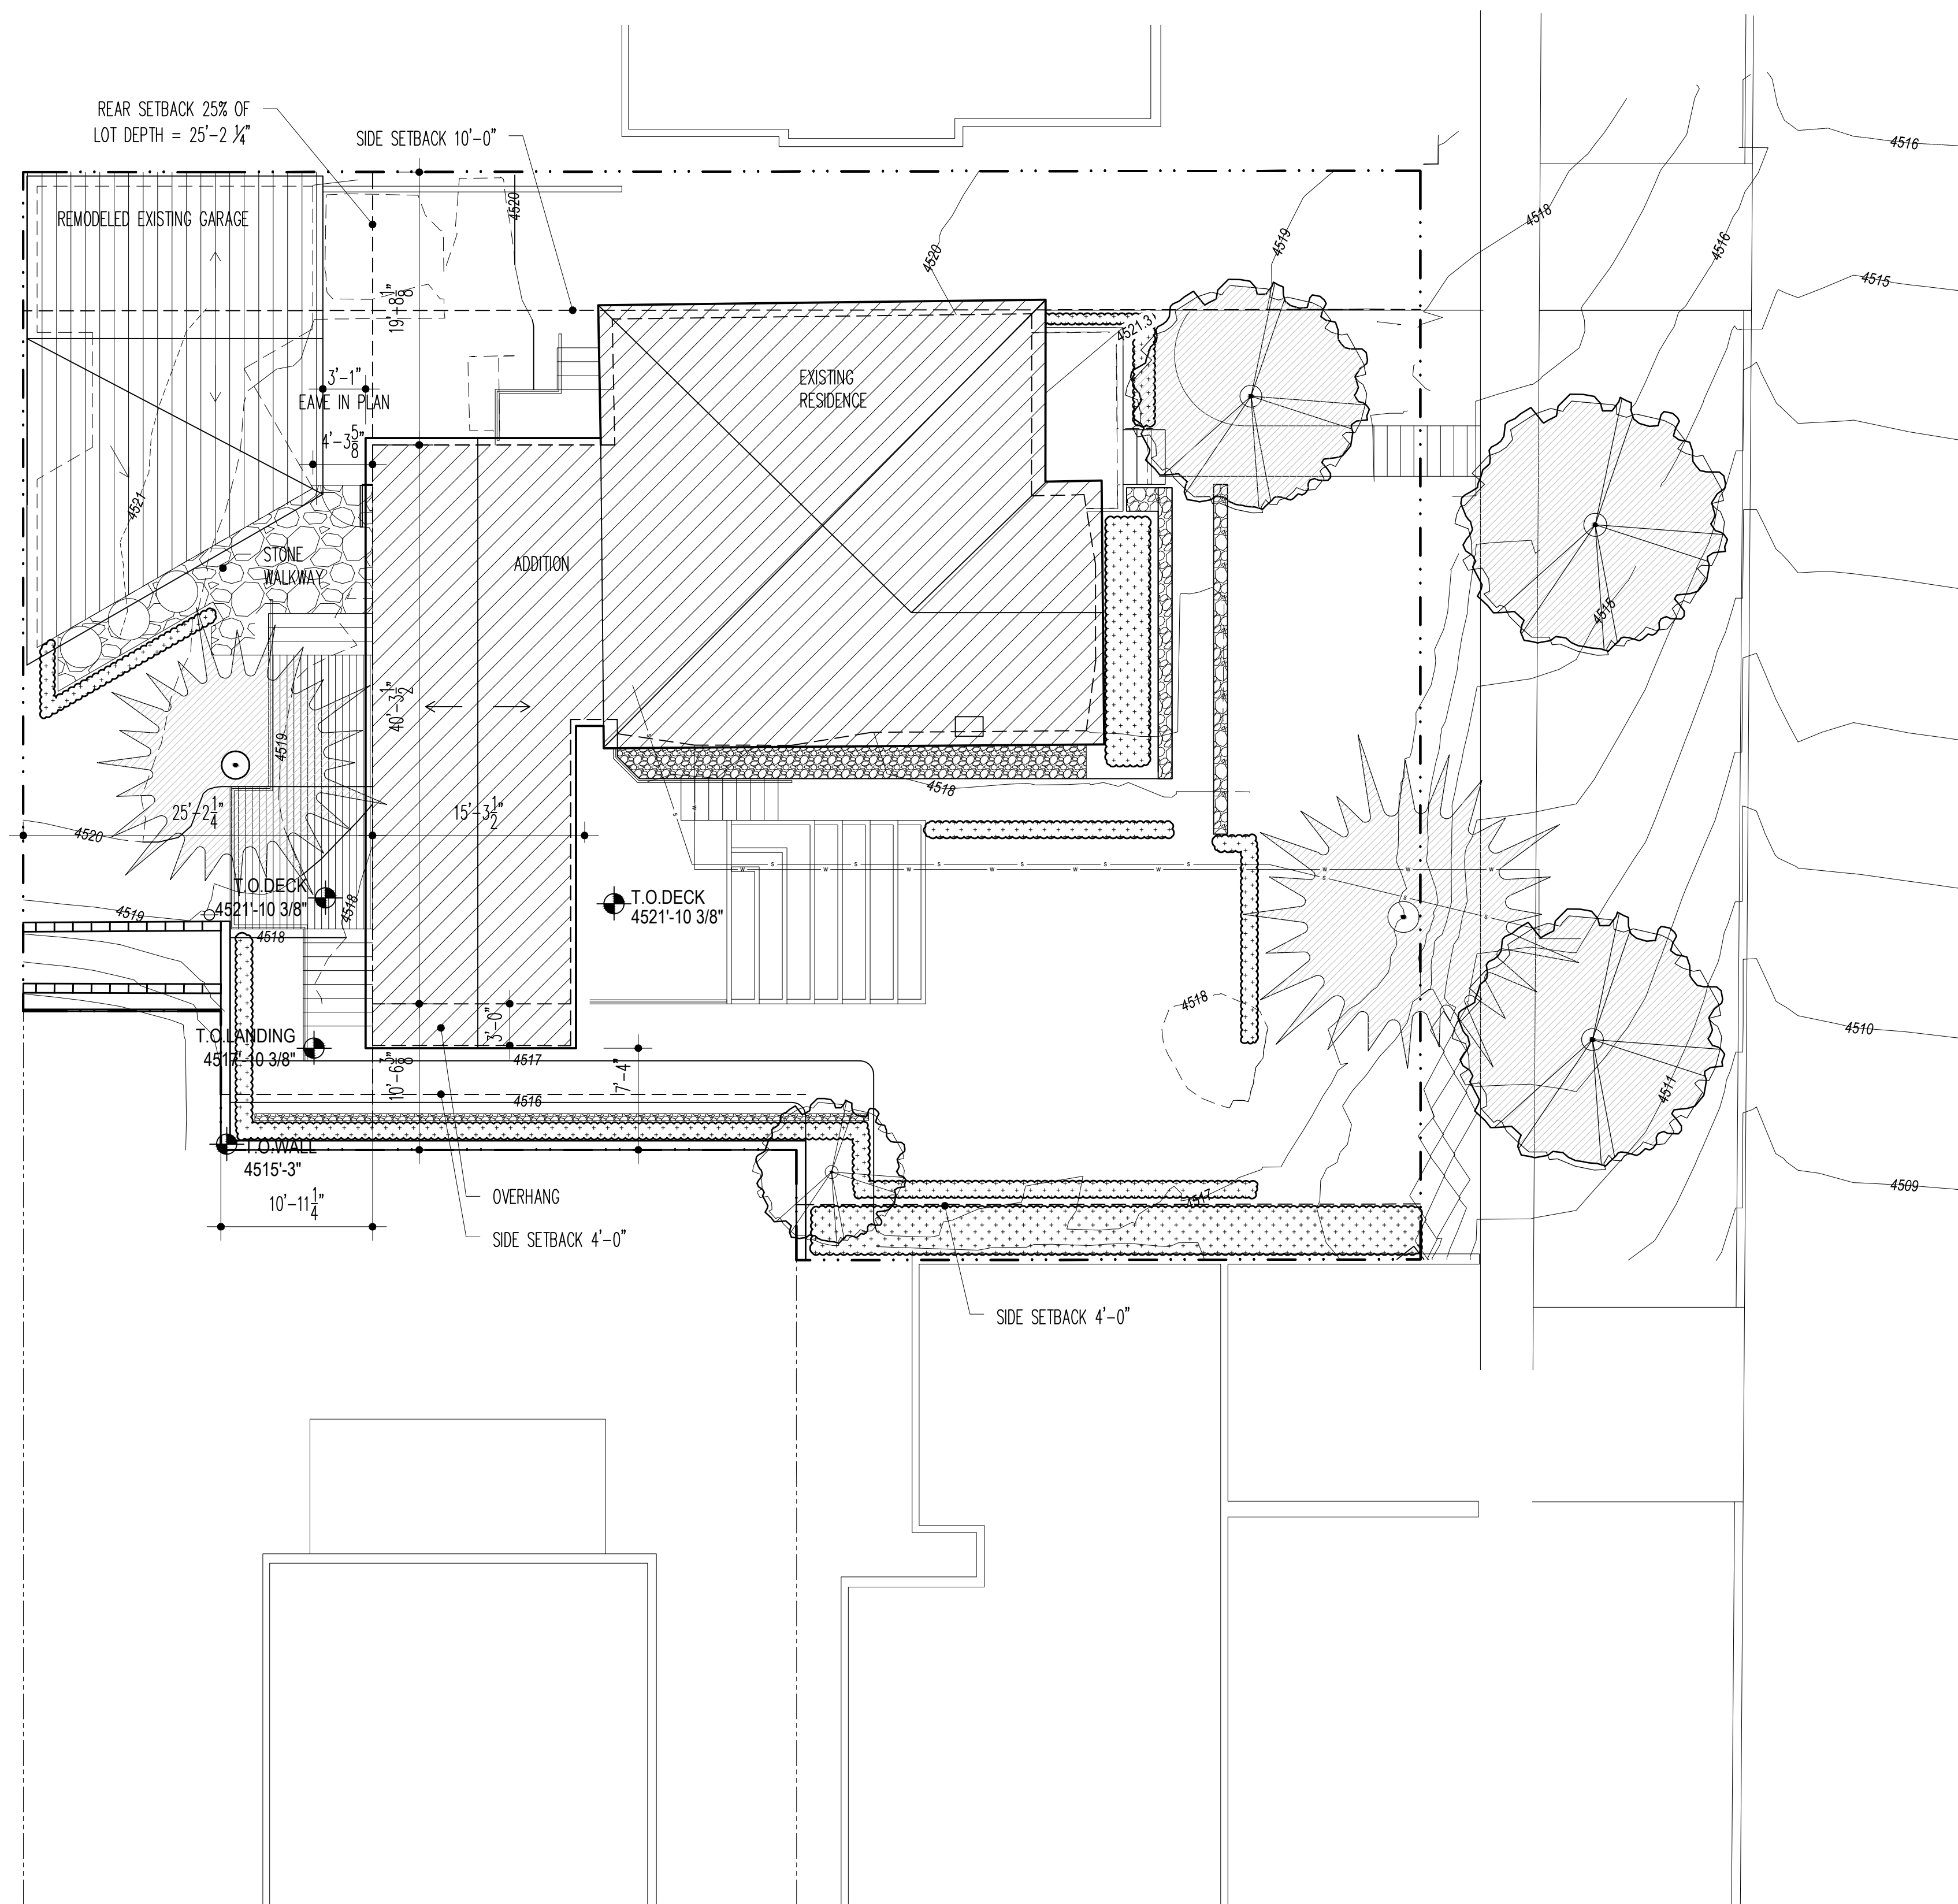 REAR SETBACK 25% OF
LOT DEPTH = 25'-2 1/4"
SIDE SETBACK 10'-0"
4516
REMODELED EXISTING GARAGE
4520
4520
4519
4518
4516
4515
19'-8 1/8"
4521.3
3'-1"
EAVE IN PLAN
EXISTING
RESIDENCE
4'-3 5/8"
4521
STONE
WALKWAY
ADDITION
4515
40'-3 1/2"
4519
25'-2 1/4"
15'-3 1/2"
4518
4520
S S S S S S
W W W W W W W W
S S
T.O.DECK
4521'-10 3/8"
T.O.DECK
4521'-10 3/8"
4519
4518
4518
4518
3'-0"
4510
T.O.LANDING
4517'-10 3/8"
4517
10'-6 3/8"
7'-4"
4516
4511
T.O.WALL
4515'-3"
10'-11 1/4"
OVERHANG
4517
4509
SIDE SETBACK 4'-0"
SIDE SETBACK 4'-0"